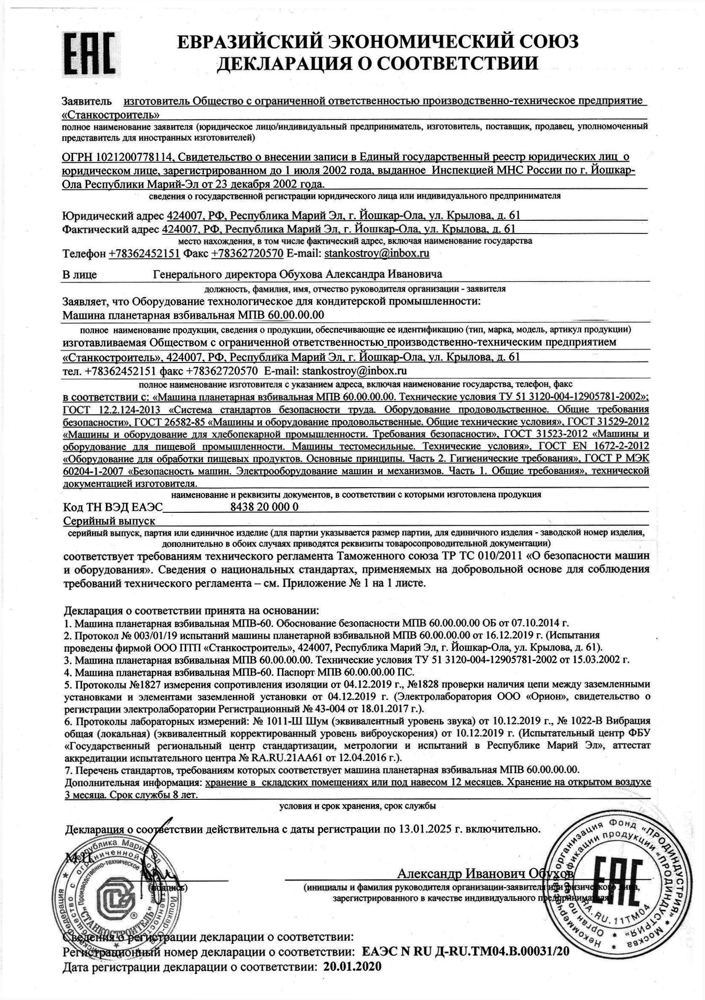 ЕАС
ЕВРАЗИЙСКИЙ ЭКОНОМИЧЕСКИЙ СОЮЗ
ДЕКЛАРАЦИЯ О СООТВЕТСТВИИ
Заявитель изготовитель Общество с ограниченной ответственностью производственно-техническое предприятие
«Станкостроитель»
полное наименование заявителя (юридическое лицо/индивидуальный предприниматель, изготовитель, поставщик, продавец, уполномоченный
представитель для иностранных изготовителей)
ОГРН 1021200778114, Свидетельство о внесении записи в Единый государственный реестр юридических лиц о
юридическом лице, зарегистрированном до 1 июля 2002 года, выданное Инспекцией МНС России по г. Йошкар-
Ола Республики Марий-Эл от 23 декабря 2002 года.
сведения о государственной регистрации юридического лица или индивидуального предпринимателя
Юридический адрес 424007, РФ, Республика Марий Эл, г. Йошкар-Ола, ул. Крылова, д. 61
Фактический адрес 424007, РФ, Республика Марий Эл, г. Йошкар-Ола, ул. Крылова, д. 61
место нахождения, в том числе фактический адрес, включая наименование государства
Телефон +78362452151 Факс +78362720570 E-mail: stankostroy@inbox.ru
В лице Генерального директора Обухова Александра Ивановича
должность, фамилия, имя, отчество руководителя организации - заявителя
Заявляет, что Оборудование технологическое для кондитерской промышленности:
Машина планетарная взбивальная МПВ 60.00.00.00
полное наименование продукции, сведения о продукции, обеспечивающие ее идентификацию (тип, марка, модель, артикул продукции)
изготавливаемая Обществом с ограниченной ответственностью производственно-техническим предприятием
«Станкостроитель», 424007, РФ, Республика Марий Эл, г. Йошкар-Ола, ул. Крылова, д. 61
тел. +78362452151 факс +78362720570 E-mail: stankostroy@inbox.ru
полное наименование изготовителя с указанием адреса, включая наименование государства, телефон, факс
в соответствии с: «Машина планетарная взбивальная МПВ 60.00.00.00. Технические условия ТУ 51 3120-004-12905781-2002»;
ГОСТ 12.2.124-2013 «Система стандартов безопасности труда. Оборудование продовольственное. Общие требования
безопасности», ГОСТ 26582-85 «Машины и оборудование продовольственные. Общие технические условия», ГОСТ 31529-2012
«Машины и оборудование для хлебопекарной промышленности. Требования безопасности», ГОСТ 31523-2012 «Машины и
оборудование для пищевой промышленности. Машины тестомесильные. Технические условия», ГОСТ EN 1672-2-2012
«Оборудование для обработки пищевых продуктов. Основные принципы. Часть 2. Гигиенические требования», ГОСТ Р МЭК
60204-1-2007 «Безопасность машин. Электрооборудование машин и механизмов. Часть 1. Общие требования», технической
документацией изготовителя.
наименование и реквизиты документов, в соответствии с которыми изготовлена продукция
Код ТН ВЭД ЕАЭС 8438 20 000 0
Серийный выпуск
серийный выпуск, партия или единичное изделие (для партии указывается размер партии, для единичного изделия - заводской номер изделия,
дополнительно в обоих случаях приводятся реквизиты товаросопроводительной документации)
соответствует требованиям технического регламента Таможенного союза ТР ТС 010/2011 «О безопасности машин
и оборудования». Сведения о национальных стандартах, применяемых на добровольной основе для соблюдения
требований технического регламента – см. Приложение № 1 на 1 листе.
Декларация о соответствии принята на основании:
1. Машина планетарная взбивальная МПВ-60. Обоснование безопасности МПВ 60.00.00.00 ОБ от 07.10.2014 г.
2. Протокол № 003/01/19 испытаний машины планетарной взбивальной МПВ 60.00.00.00 от 16.12.2019 г. (Испытания
проведены фирмой ООО ПТП «Станкостроитель», 424007, Республика Марий Эл, г. Йошкар-Ола, ул. Крылова, д. 61).
3. Машина планетарная взбивальная МПВ 60.00.00.00. Технические условия ТУ 51 3120-004-12905781-2002 от 15.03.2002 г.
4. Машина планетарная взбивальная МПВ-60. Паспорт МПВ 60.00.00.00 ПС.
5. Протоколы №1827 измерения сопротивления изоляции от 04.12.2019 г., №1828 проверки наличия цепи между заземленными
установками и элементами заземленной установки от 04.12.2019 г. (Электролаборатория ООО «Орион», свидетельство о
регистрации электролаборатории Регистрационный № 43-004 от 18.01.2017 г.).
6. Протоколы лабораторных измерений: № 1011-Ш Шум (эквивалентный уровень звука) от 10.12.2019 г., № 1022-В Вибрация
общая (локальная) (эквивалентный корректированный уровень виброускорения) от 10.12.2019 г. (Испытательный центр ФБУ
«Государственный региональный центр стандартизации, метрологии и испытаний в Республике Марий Эл», аттестат
аккредитации испытательного центра № RA.RU.21АА61 от 12.04.2016 г.).
7. Перечень стандартов, требованиям которых соответствует машина планетарная взбивальная МПВ 60.00.00.00.
Дополнительная информация: хранение в складских помещениях или под навесом 12 месяцев. Хранение на открытом воздухе
3 месяца. Срок службы 8 лет.
условия и срок хранения, срок службы
Декларация о соответствии действительна с даты регистрации по 13.01.2025 г. включительно.
М.П.
Александр Иванович Обухов
(подпись)
(инициалы и фамилия руководителя организации-заявителя или физического лица,
зарегистрированного в качестве индивидуального предпринимателя)
Республика Марий Эл
Йошкар-Ола
Российская Федерация
Общество с ограниченной ответственностью
Производственно-техническое предприятие
"СТАНКОСТРОИТЕЛЬ"
®
Некоммерческая организация Фонд «ПРОДИНДУСТРИЯ» * Москва *
Орган по сертификации продукции «ПРОДИНДУСТРИЯ» *
ЕАС
RA.RU.11ТМ04
Сведения о регистрации декларации о соответствии:
Регистрационный номер декларации о соответствии: ЕАЭС N RU Д-RU.ТМ04.В.00031/20
Дата регистрации декларации о соответствии: 20.01.2020